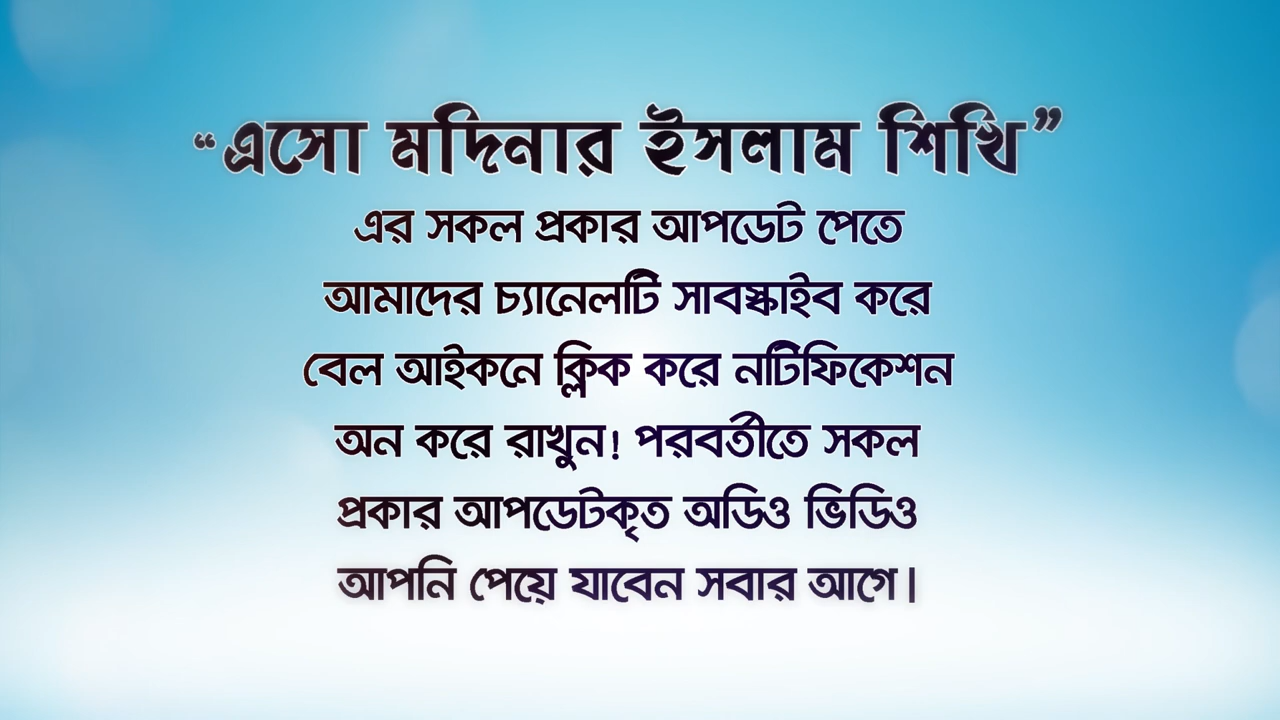 “এসো মদিনার ইসলাম শিখি”
এর সকল প্রকার আপডেট পেতে
আমাদের চ্যানেলটি সাবস্কাইব করে
বেল আইকনে ক্লিক করে নটিফিকেশন
অন করে রাখুন! পরবর্তীতে সকল
প্রকার আপডেটকৃত অডিও ভিডিও
আপনি পেয়ে যাবেন সবার আগে।